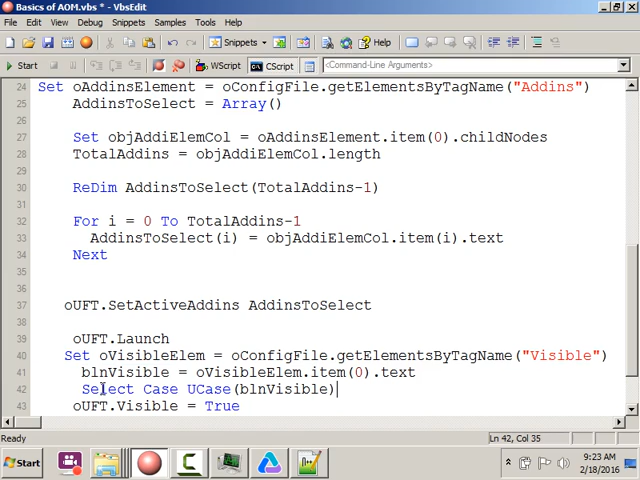 Basics of AOM.vbs * - VbsEdit
File Edit View Debug Snippets Samples Tools Help
Snippets
Start WScript CScript <Command-Line Arguments>
24 Set oAddinsElement = oConfigFile.getElementsByTagName("Addins")
25 AddinsToSelect = Array()
26
27 Set objAddiElemCol = oAddinsElement.item(0).childNodes
28 TotalAddins = objAddiElemCol.length
29
30 ReDim AddinsToSelect(TotalAddins-1)
31
32 For i = 0 To TotalAddins-1
33 AddinsToSelect(i) = objAddiElemCol.item(i).text
34 Next
35
36
37 oUFT.SetActiveAddins AddinsToSelect
38
39 oUFT.Launch
40 Set oVisibleElem = oConfigFile.getElementsByTagName("Visible")
41 blnVisible = oVisibleElem.item(0).text
42 Select Case UCase(blnVisible)
43 oUFT.Visible = True
Ready Ln 42, Col 35
Start 9:23 AM